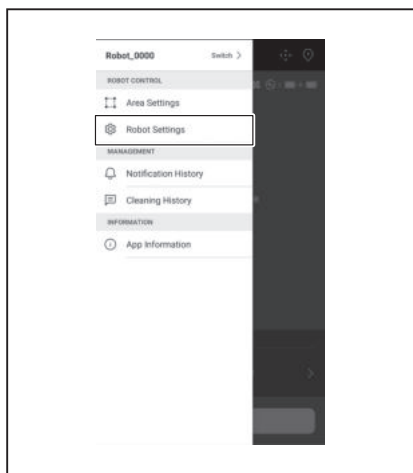 Robot_0000 Switch >
ROBOT CONTROL
Area Settings
Robot Settings
MANAGEMENT
Notification History
Cleaning History
INFORMATION
App Information